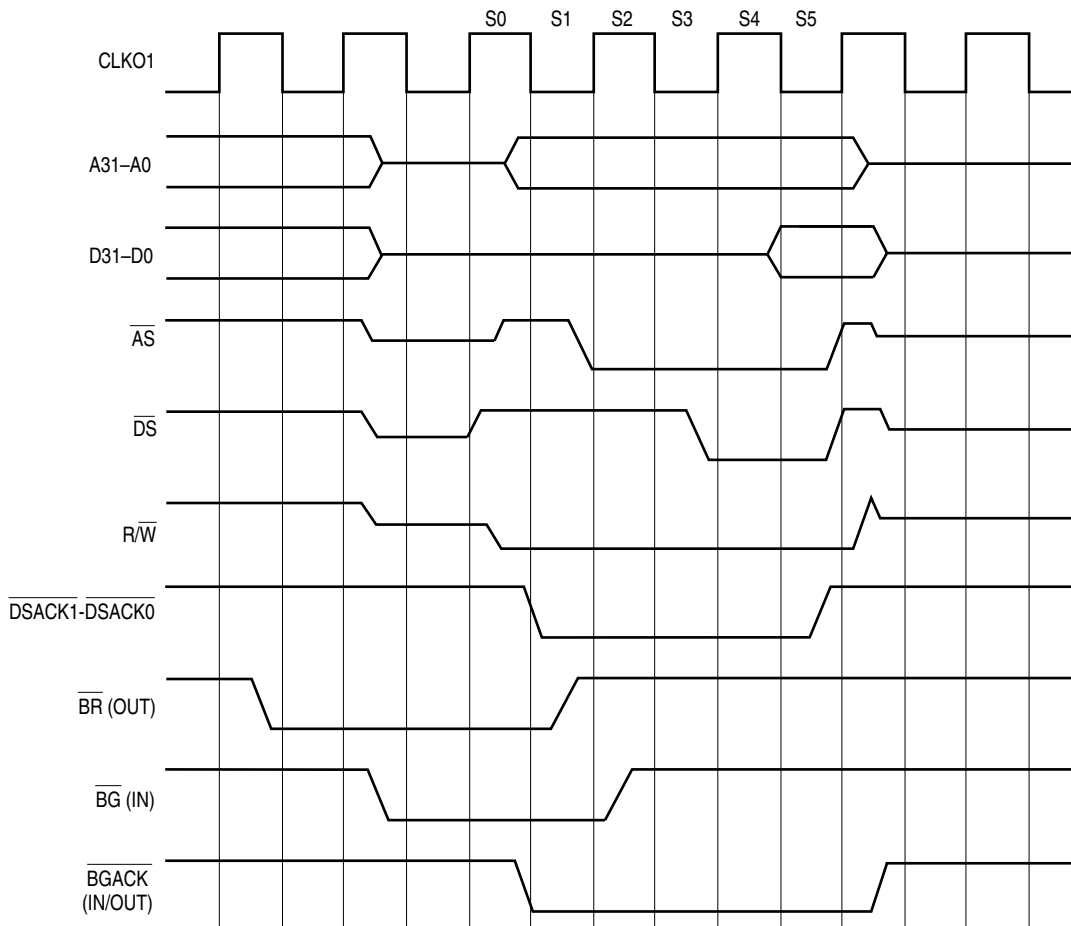 S0 S1 S2 S3 S4 S5
CLKO1
A31–A0
D31–D0
AS
DS
R/W
DSACK1-DSACK0
BR (OUT)
BG (IN)
BGACK
(IN/OUT)